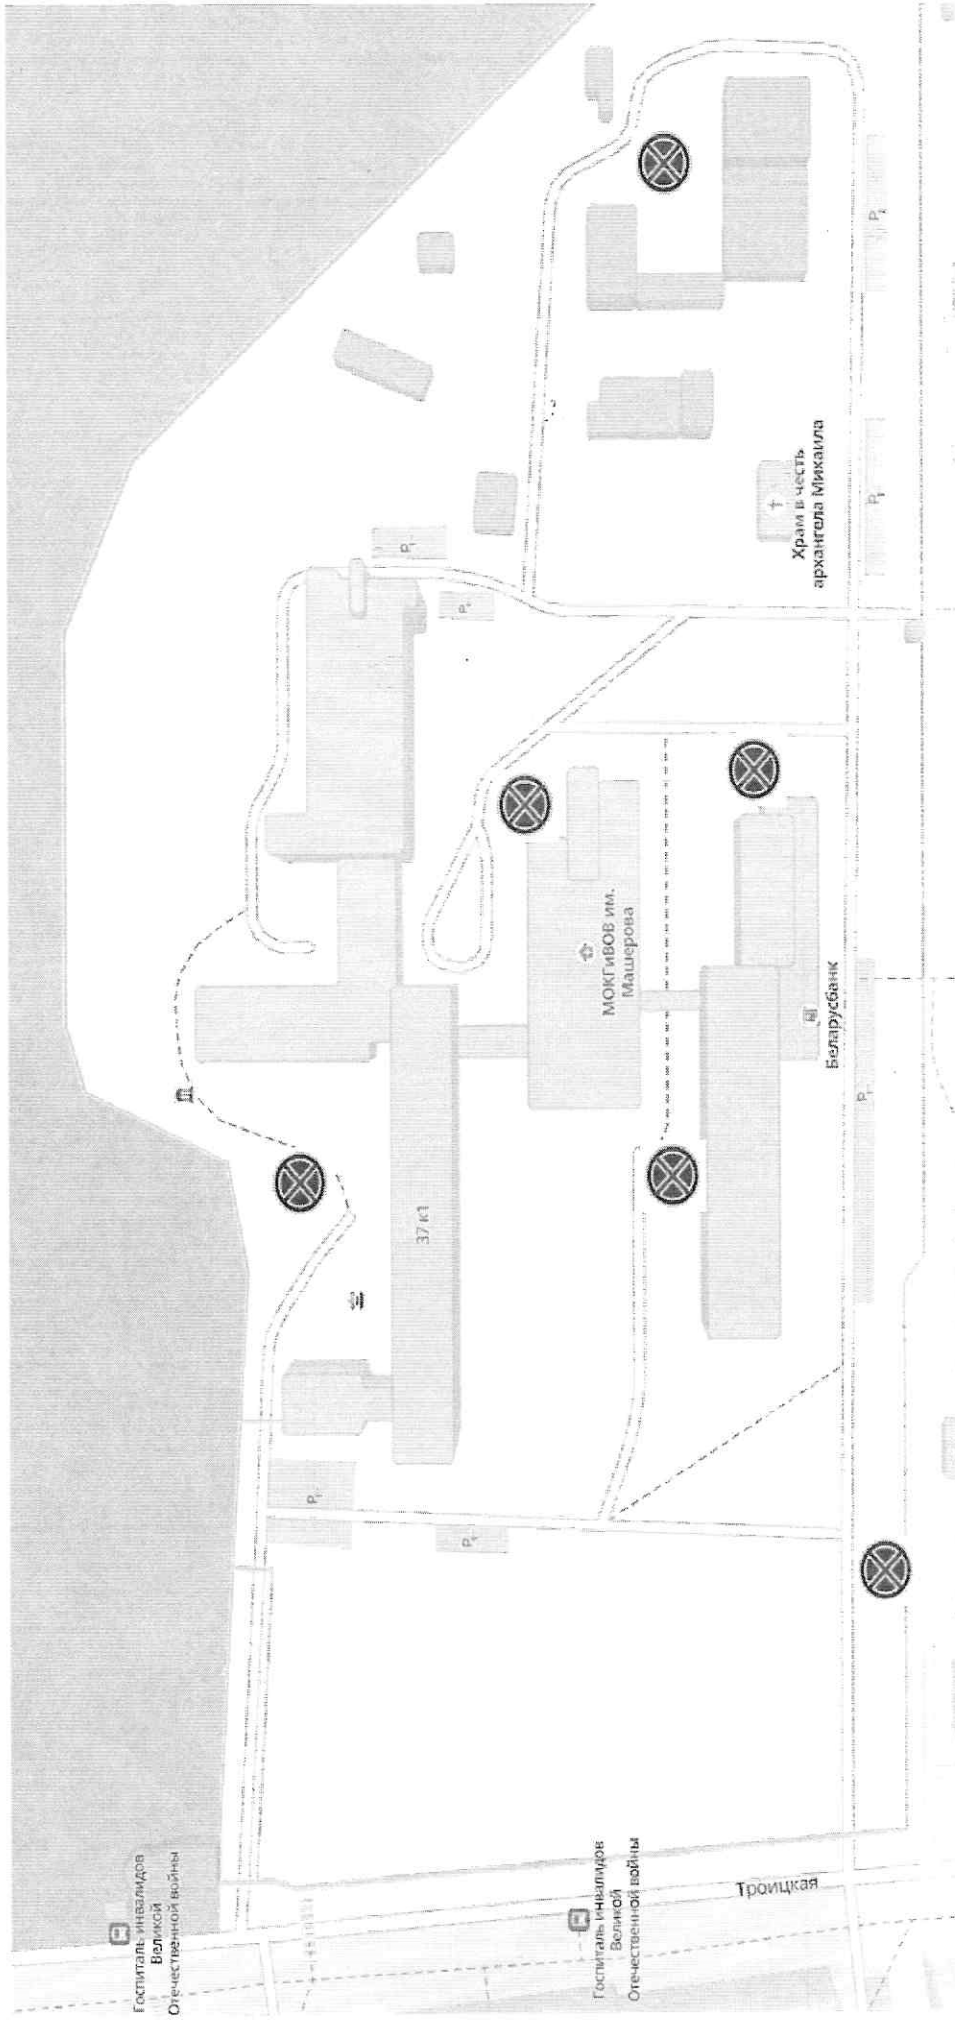 Госпиталь инвалидов
Великой
Отечественной войны
Госпиталь инвалидов
Великой
Отечественной войны
Троицкая
37 к1
МОКГиВОВ им.
Машерова
Беларусбанк
Храм в честь
архангела Михаила
P
P
P
P
P
P
P